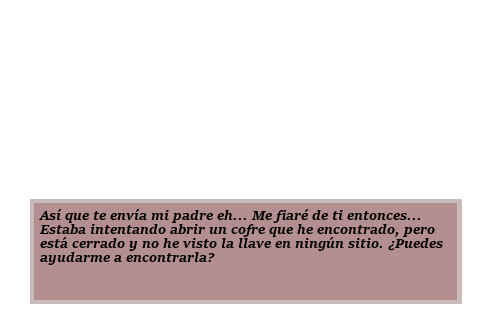 Así que te envía mi padre eh... Me fiaré de ti entonces...
Estaba intentando abrir un cofre que he encontrado, pero
está cerrado y no he visto la llave en ningún sitio. ¿Puedes
ayudarme a encontrarla?